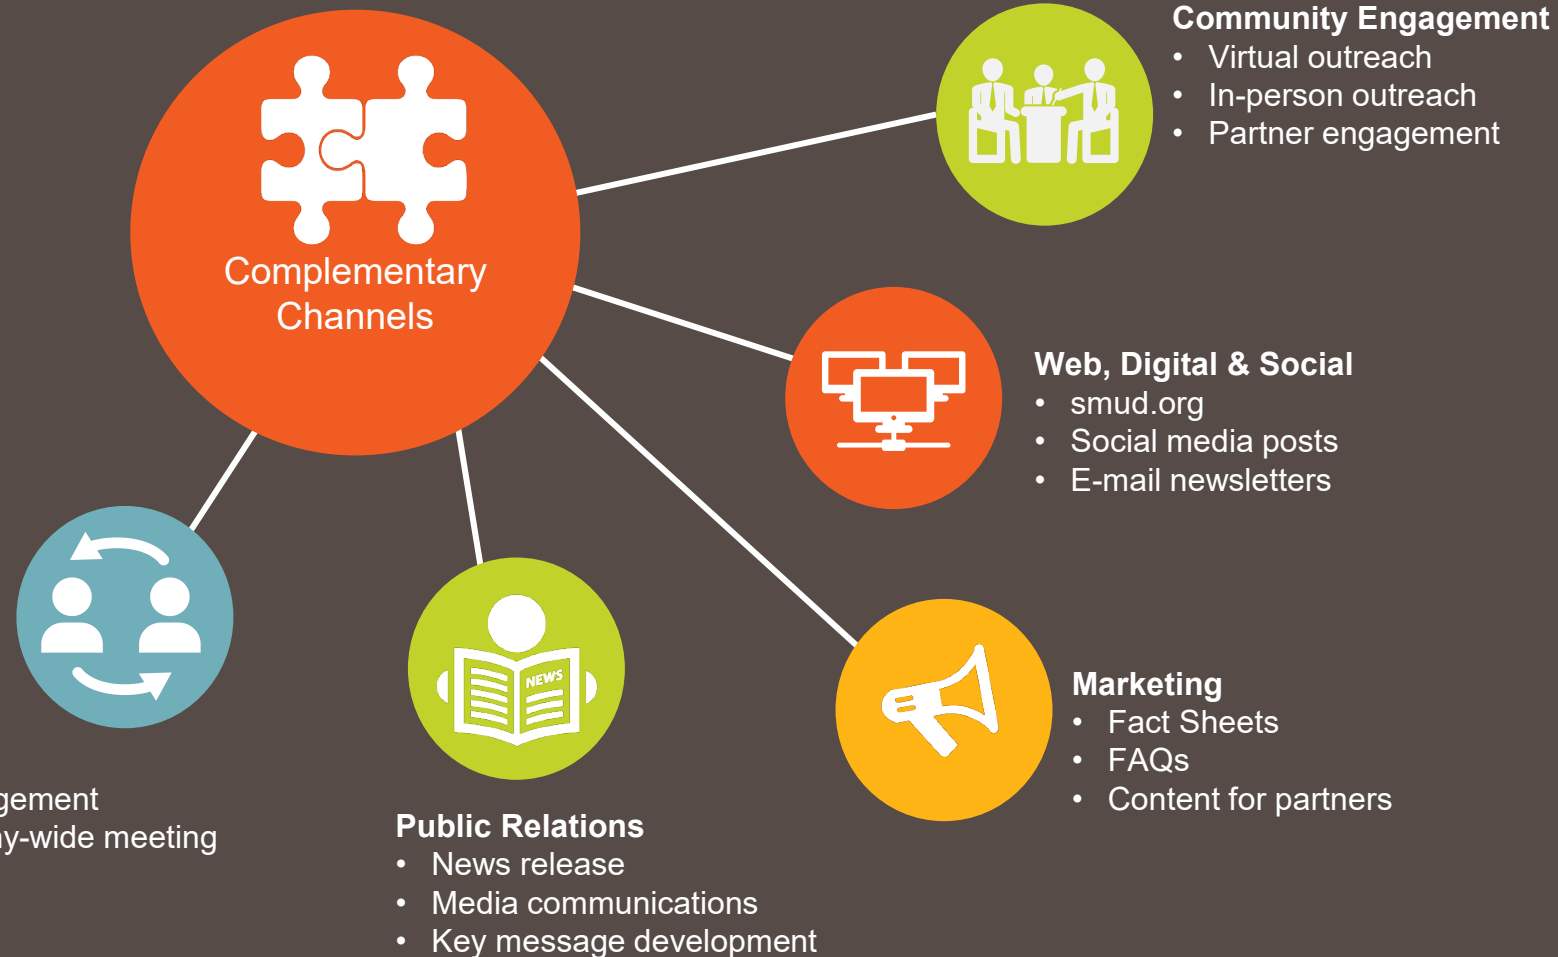 Complementary
Channels
Community Engagement
• Virtual outreach
• In-person outreach
• Partner engagement
Web, Digital & Social
• smud.org
• Social media posts
• E-mail newsletters
Marketing
• Fact Sheets
• FAQs
• Content for partners
NEWS
Public Relations
• News release
• Media communications
• Key message development
gement
y-wide meeting